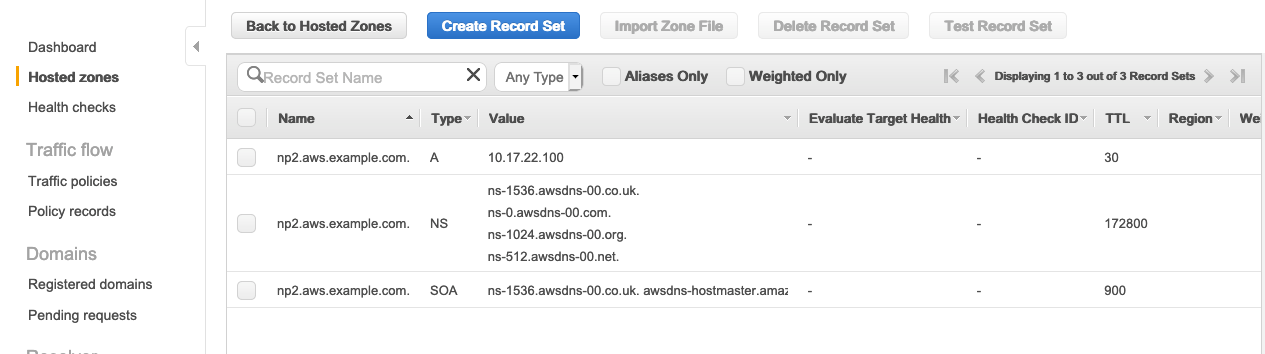 Back to Hosted Zones Create Record Set Import Zone File Delete Record Set Test Record Set
Dashboard
Hosted zones
Health checks
Traffic flow
Traffic policies
Policy records
Domains
Registered domains
Pending requests
Resolver
Record Set Name Any Type Aliases Only Weighted Only Displaying 1 to 3 out of 3 Record Sets
Name Type Value Evaluate Target Health Health Check ID TTL Region We
np2.aws.example.com. A 10.17.22.100 - - 30
ns-1536.awsdns-00.co.uk.
ns-0.awsdns-00.com.
np2.aws.example.com. NS - - 172800
ns-1024.awsdns-00.org.
ns-512.awsdns-00.net.
np2.aws.example.com. SOA ns-1536.awsdns-00.co.uk. awsdns-hostmaster.amaz - - 900